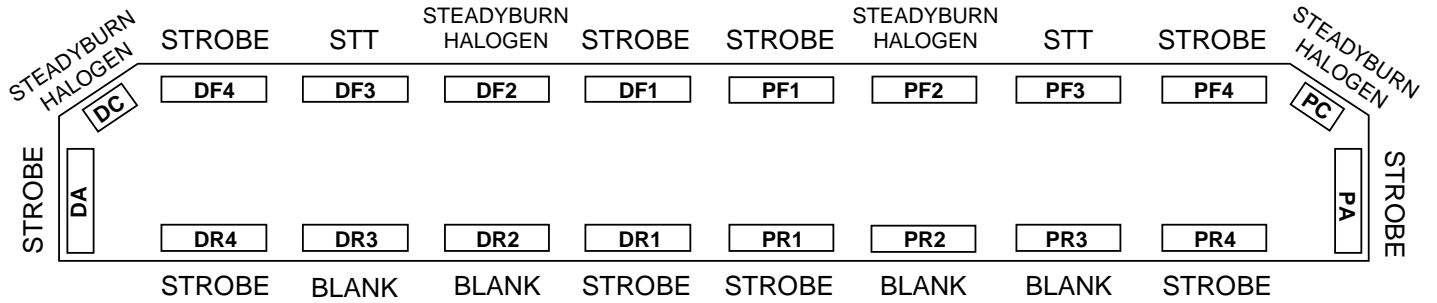 STEADYBURN
HALOGEN
STROBE
STT
STEADYBURN
HALOGEN
STROBE
STROBE
STEADYBURN
HALOGEN
STT
STROBE
STEADYBURN
HALOGEN
DC
DF4
DF3
DF2
DF1
PF1
PF2
PF3
PF4
PC
STROBE
DA
PA
STROBE
DR4
DR3
DR2
DR1
PR1
PR2
PR3
PR4
STROBE
BLANK
BLANK
STROBE
STROBE
BLANK
BLANK
STROBE